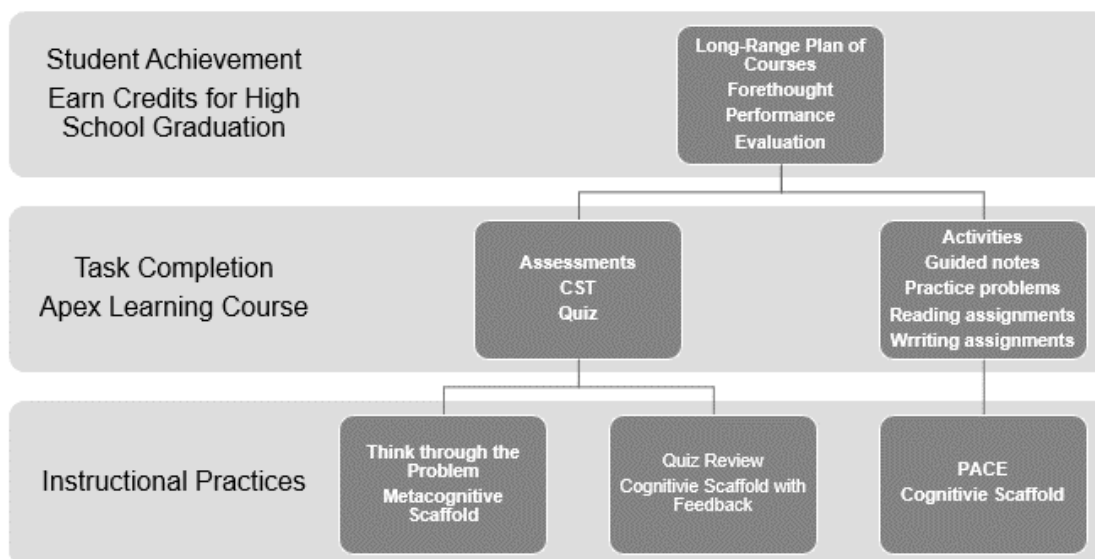 Student Achievement
Earn Credits for High
School Graduation
Long-Range Plan of
Courses
Forethought
Performance
Evaluation
Task Completion
Apex Learning Course
Assessments
CST
Quiz
Activities
Guided notes
Practice problems
Reading assignments
Wrriting assignments
Instructional Practices
Think through the
Problem
Metacognitive
Scaffold
Quiz Review
Cognitivie Scaffold with
Feedback
PACE
Cognitivie Scaffold